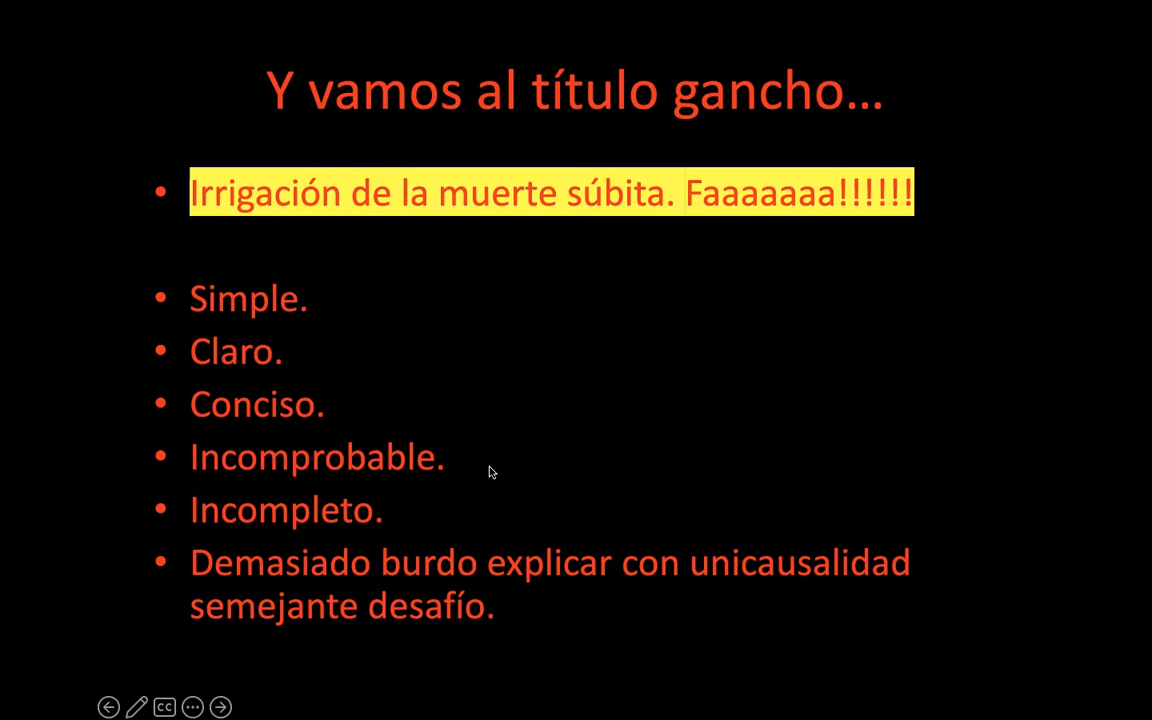 Y vamos al título gancho...
• Irrigación de la muerte súbita. Faaaaaaa!!!!!!
• Simple.
• Claro.
• Conciso.
• Incomprobable.
• Incompleto.
• Demasiado burdo explicar con unicausalidad
semejante desafío.
CC